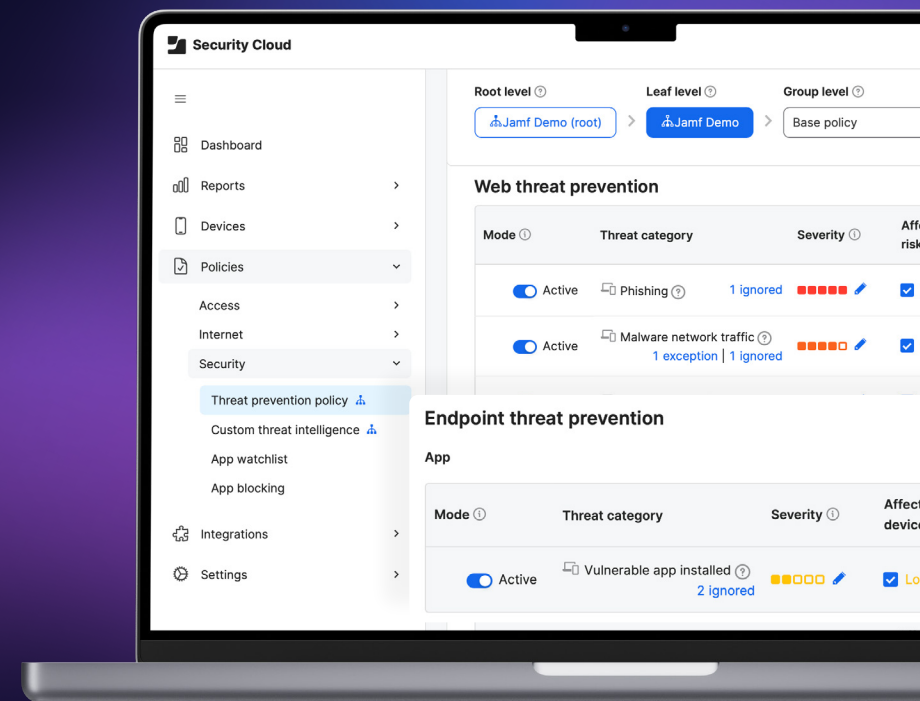 Security Cloud
Dashboard
Reports
Devices
Policies
Access
Internet
Security
Threat prevention policy
Custom threat intelligence
App watchlist
App blocking
Integrations
Settings
Root level
Leaf level
Group level
Jamf Demo (root)
Jamf Demo
Base policy
Web threat prevention
Mode
Threat category
Severity
Active
Phishing
1 ignored
Active
Malware network traffic
1 exception | 1 ignored
Endpoint threat prevention
App
Mode
Threat category
Severity
Active
Vulnerable app installed
2 ignored